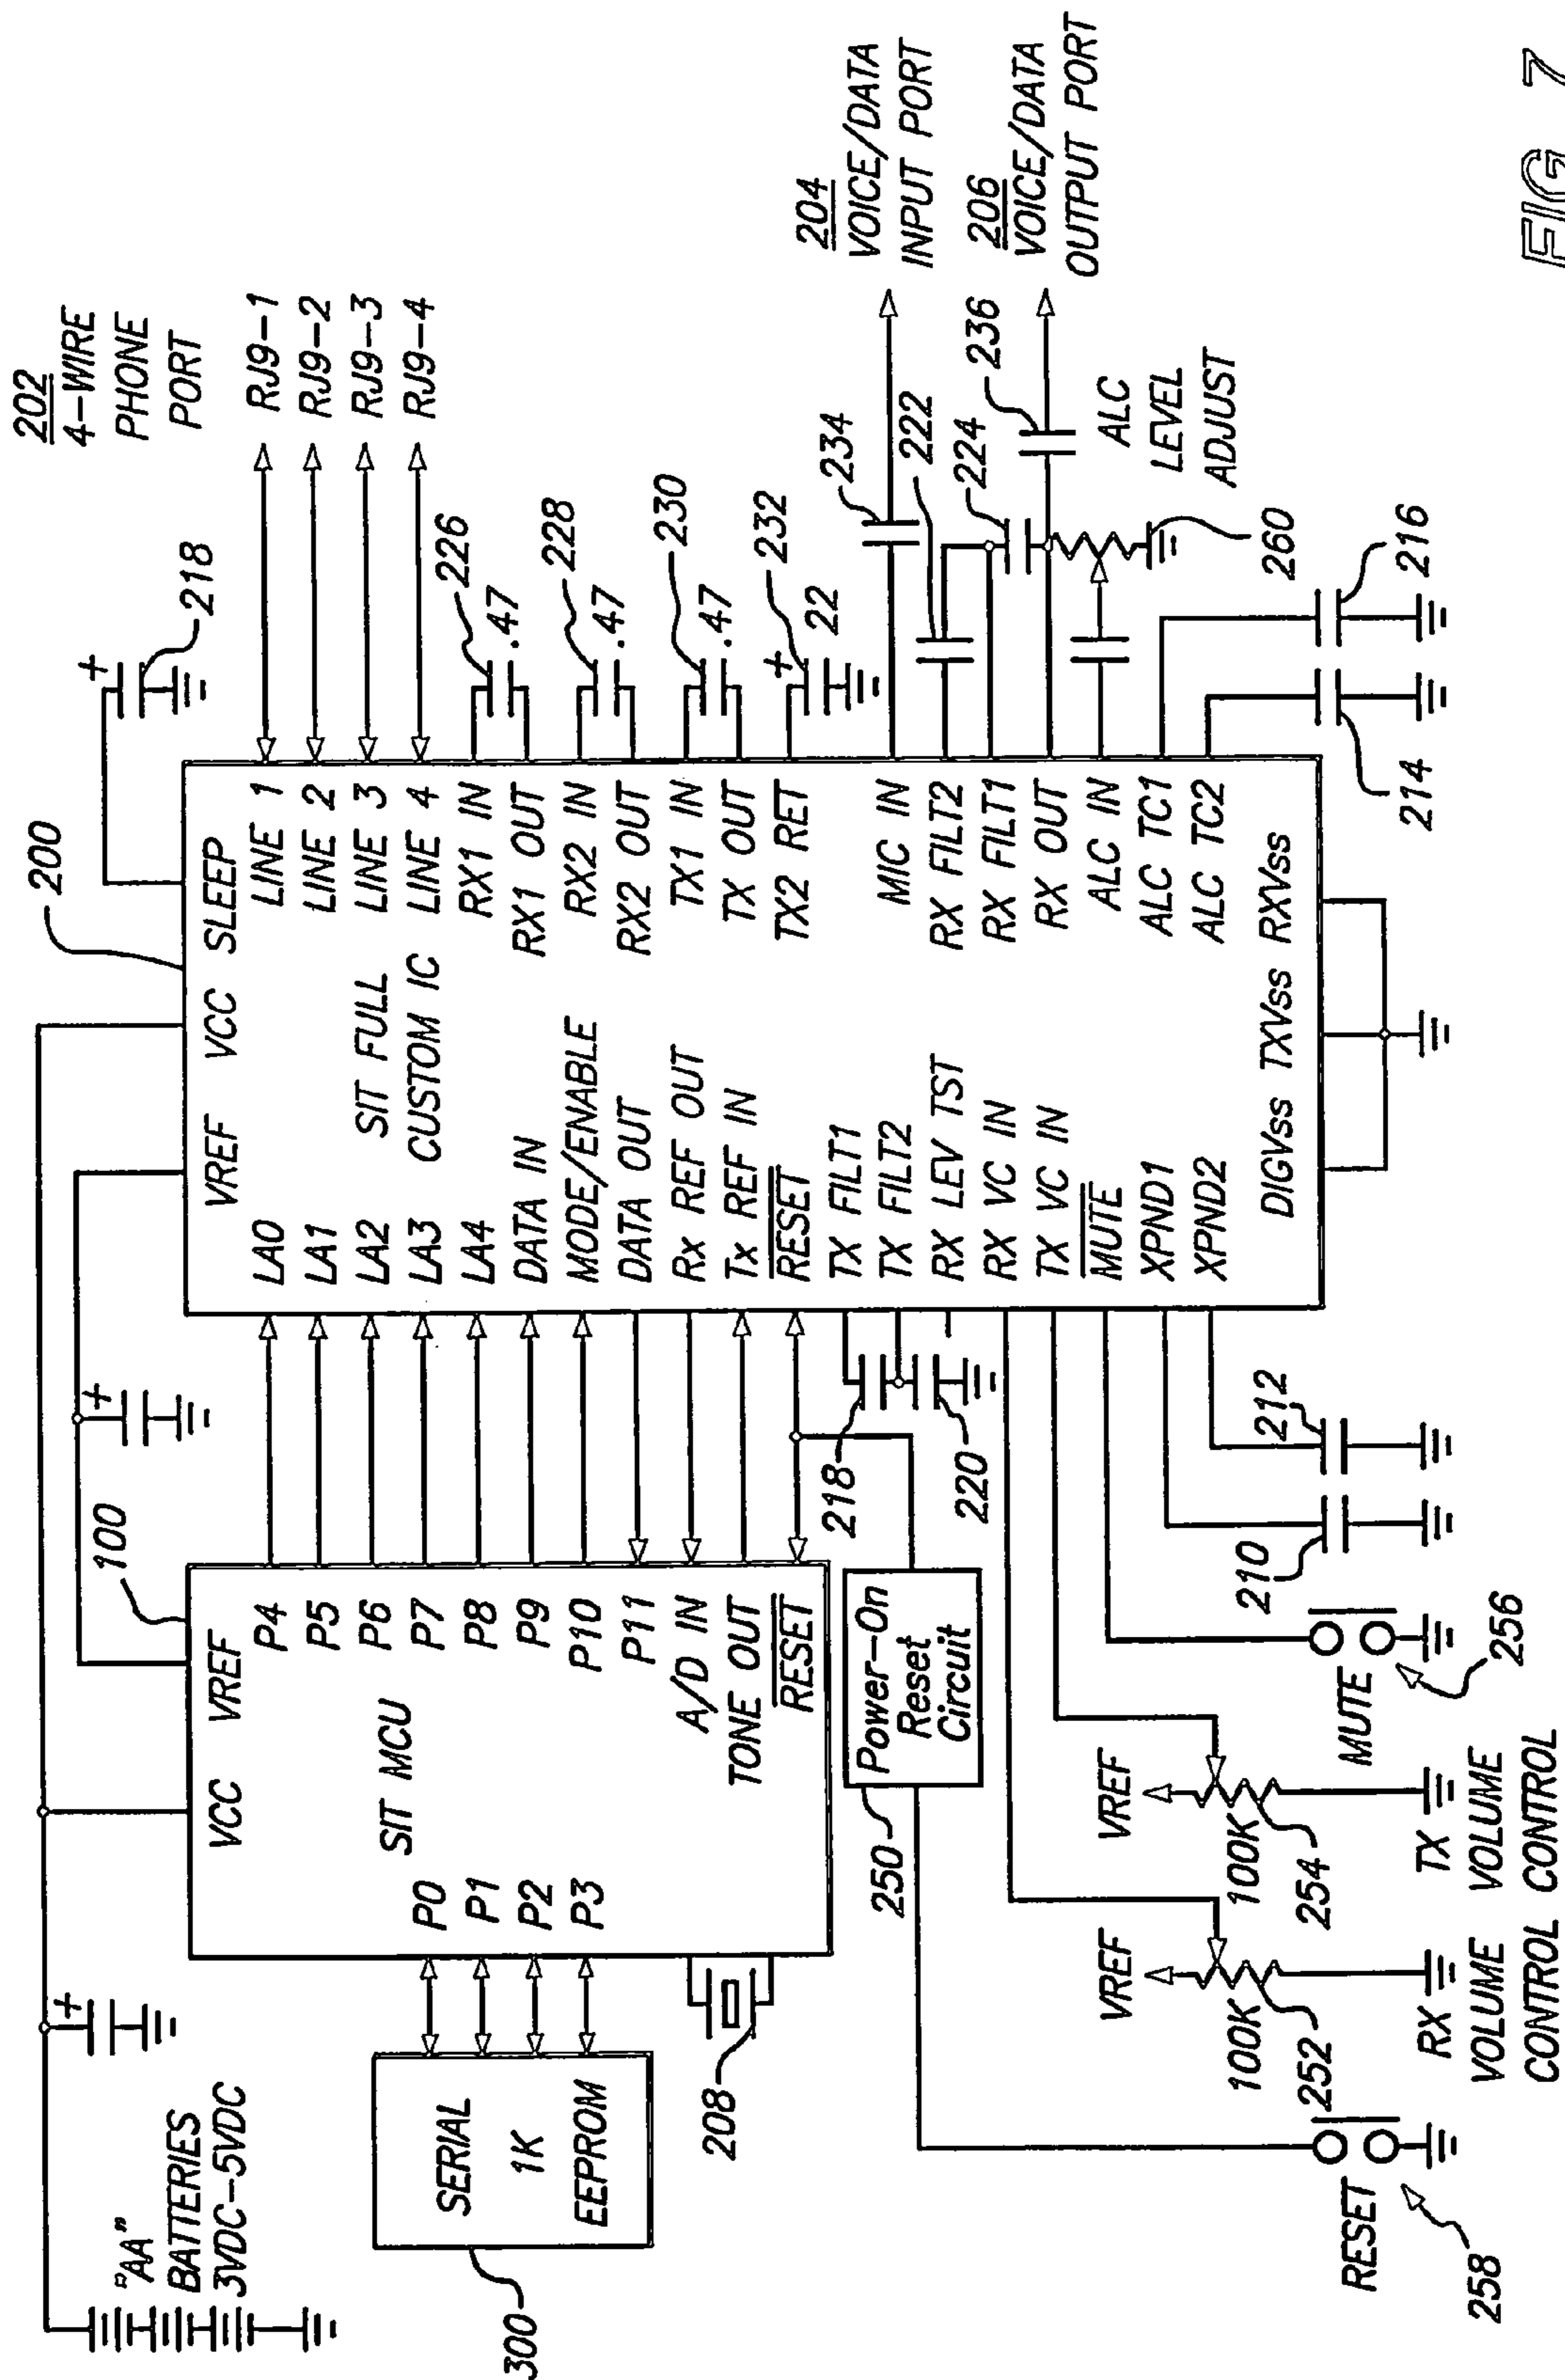 "AA"
BATTERIES
3VDC-5VDC
SERIAL
1K
EEPROM
300
208
100
VCC VREF
P0
P1
P2
P3
SIT MCU
P4
P5
P6
P7
P8
P9
P10
P11
A/D IN
TONE OUT
RESET
Power-On
Reset
Circuit
250
RESET
258
VREF
100K
252
RX
VOLUME
CONTROL
VREF
100K
254
TX
VOLUME
CONTROL
MUTE
256
210
212
218
220
200
VREF VCC SLEEP
SIT FULL
CUSTOM IC
LA0
LA1
LA2
LA3
LA4
DATA IN
MODE/ENABLE
DATA OUT
Rx REF OUT
Tx REF IN
RESET
TX FILT1
TX FILT2
RX LEV TST
RX VC IN
TX VC IN
MUTE
XPND1
XPND2
LINE 1
LINE 2
LINE 3
LINE 4
RX1 IN
RX1 OUT
RX2 IN
RX2 OUT
TX1 IN
TX OUT
TX2 RET
MIC IN
RX FILT2
RX FILT1
RX OUT
ALC IN
ALC TC1
ALC TC2
DIGVss TXVss RXVss
+
+
+
218
202
4-WIRE
PHONE
PORT
RJ9-1
RJ9-2
RJ9-3
RJ9-4
226
.47
228
.47
230
.47
232
+
22
234
204
VOICE/DATA
INPUT PORT
222
224
236
206
VOICE/DATA
OUTPUT PORT
ALC
LEVEL
ADJUST
260
214
216
FIG. 7